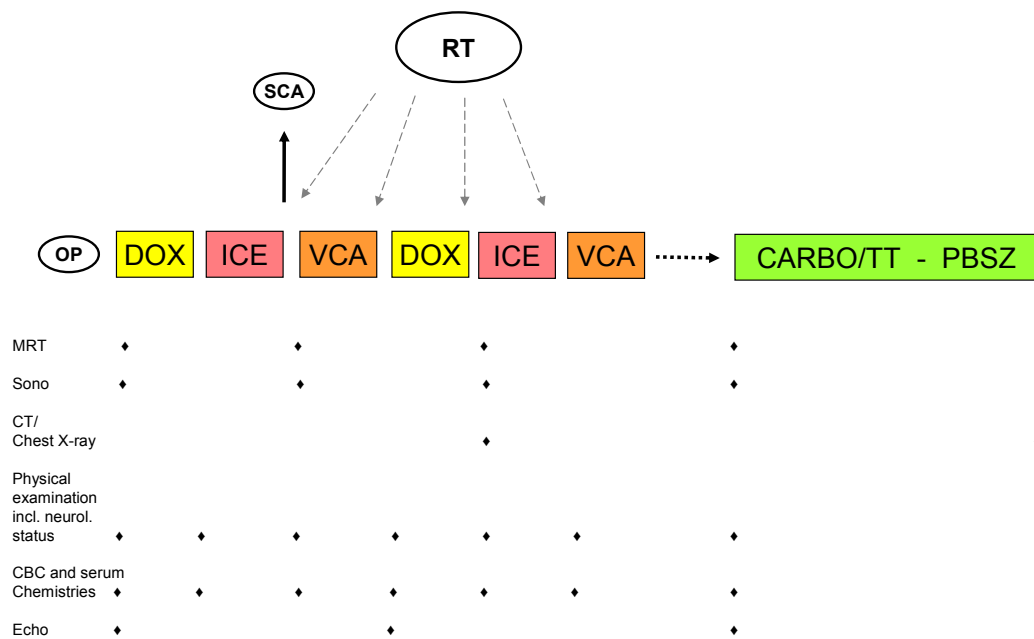 RT
SCA
OP
DOX
ICE
VCA
DOX
ICE
VCA
CARBO/TT - PBSZ
MRT
Sono
CT/
Chest X-ray
Physical
examination
incl. neurol.
status
CBC and serum
Chemistries
Echo